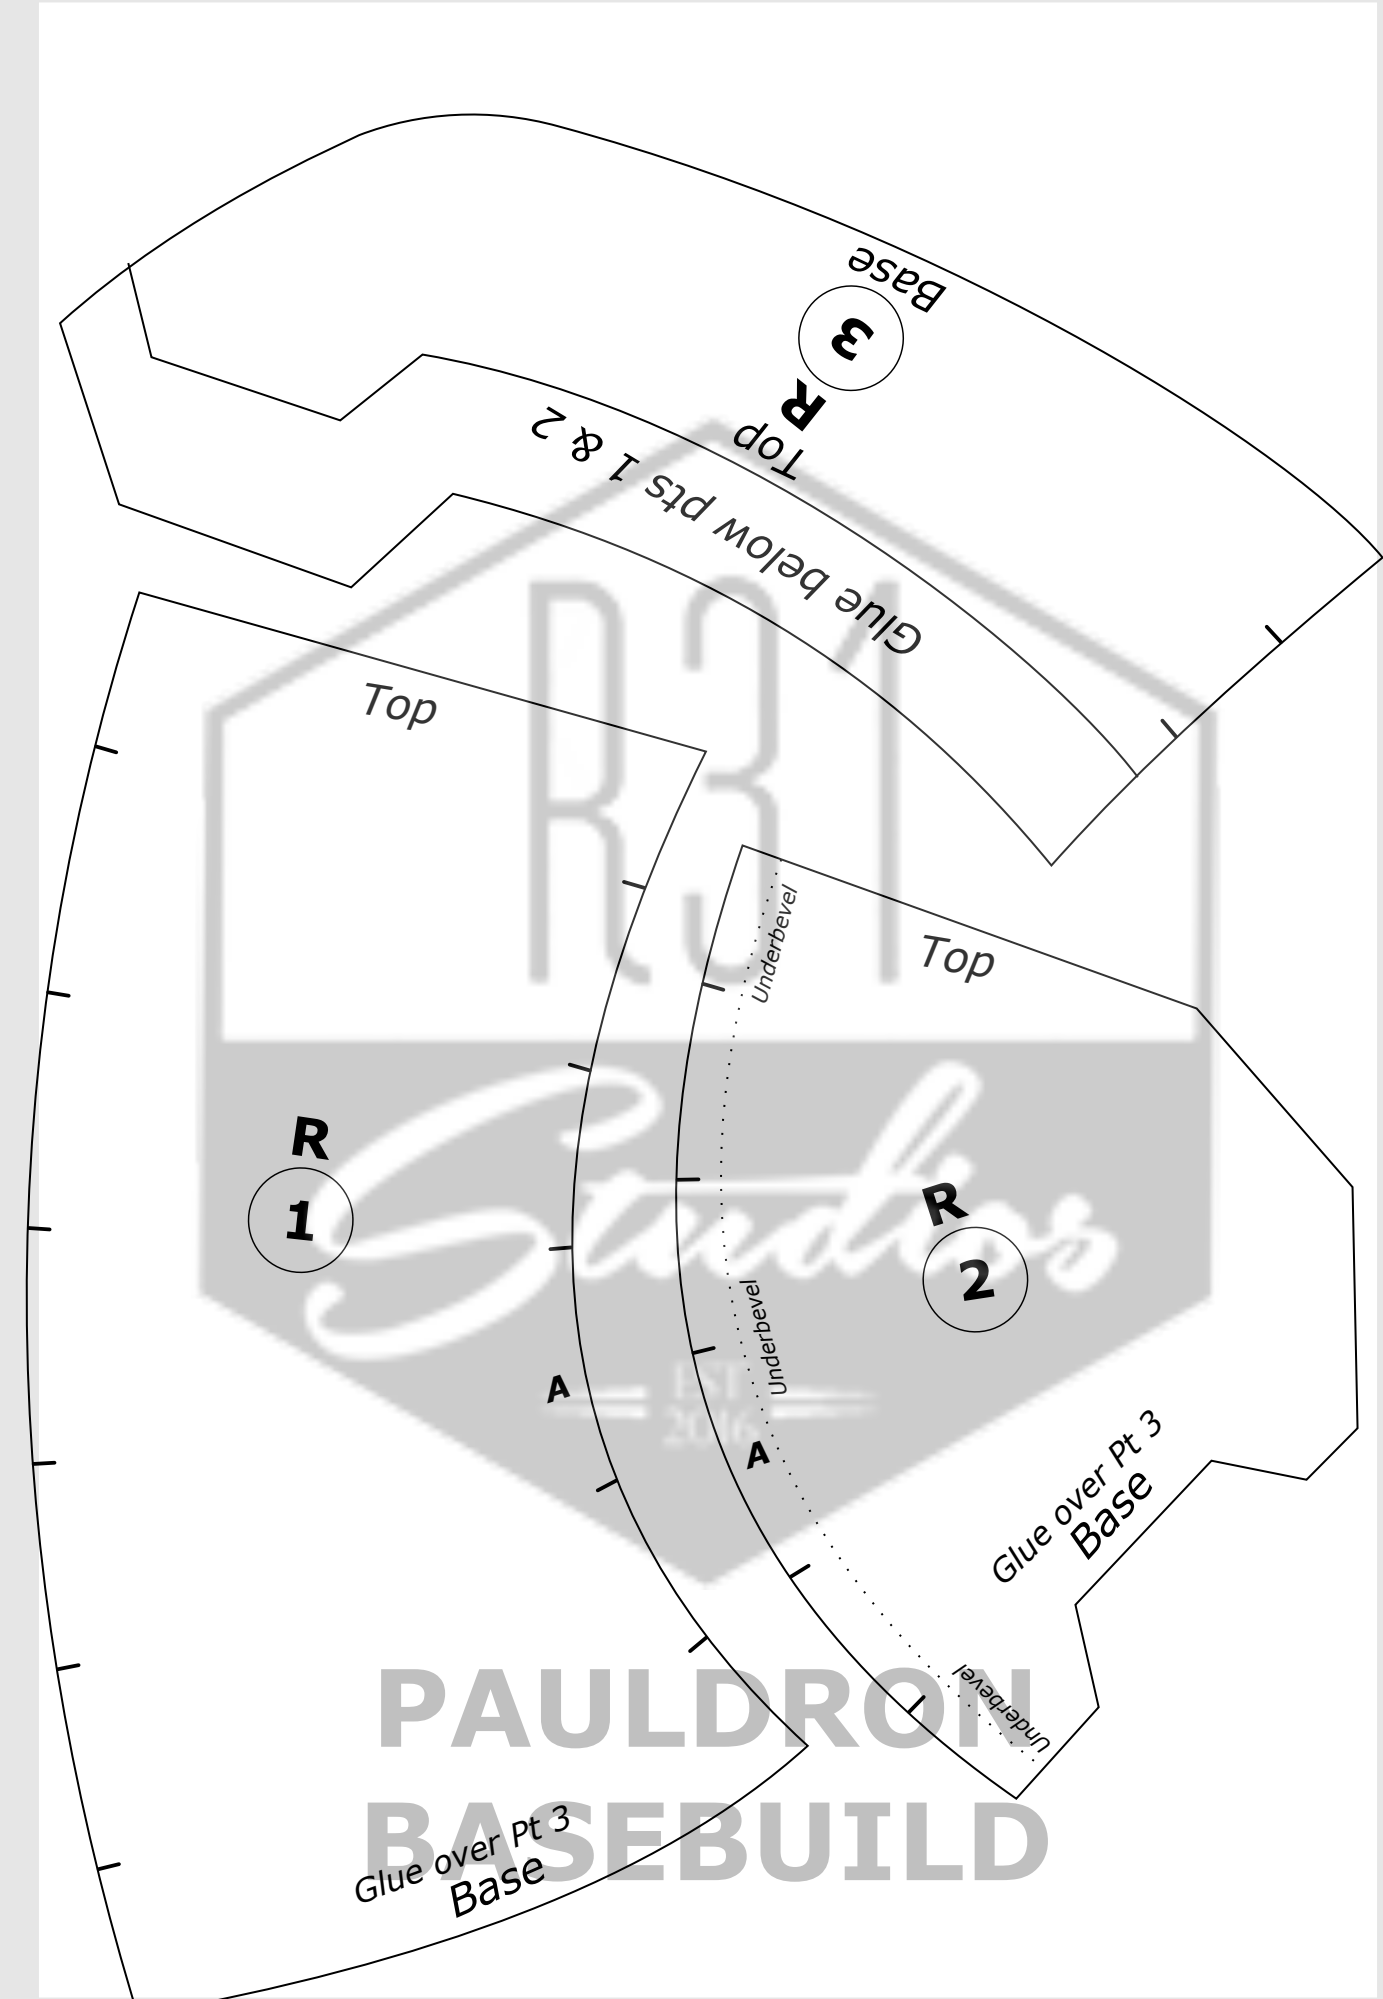 Base
3
R
Top
Glue below pts 1 & 2
R31
Top
Underbevel
Top
Studios
R
1
R
2
Underbevel
EST
2016
A
A
Glue over Pt 3
Base
Underbevel
PAULDRON
BASEBUILD
Glue over Pt 3
Base